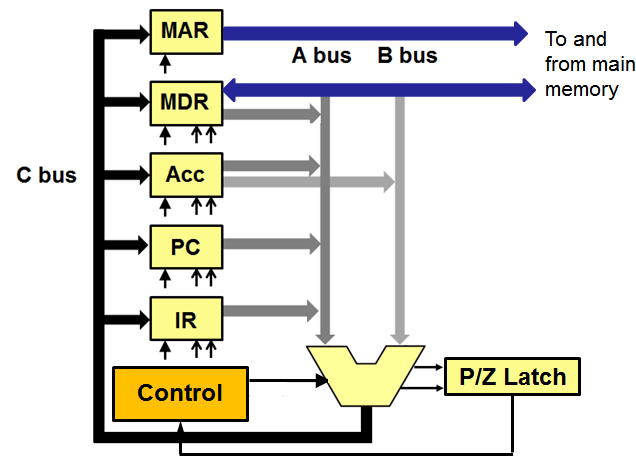 MAR
A bus
B bus
To and
from main
memory
MDR
C bus
Acc
PC
IR
Control
P/Z Latch